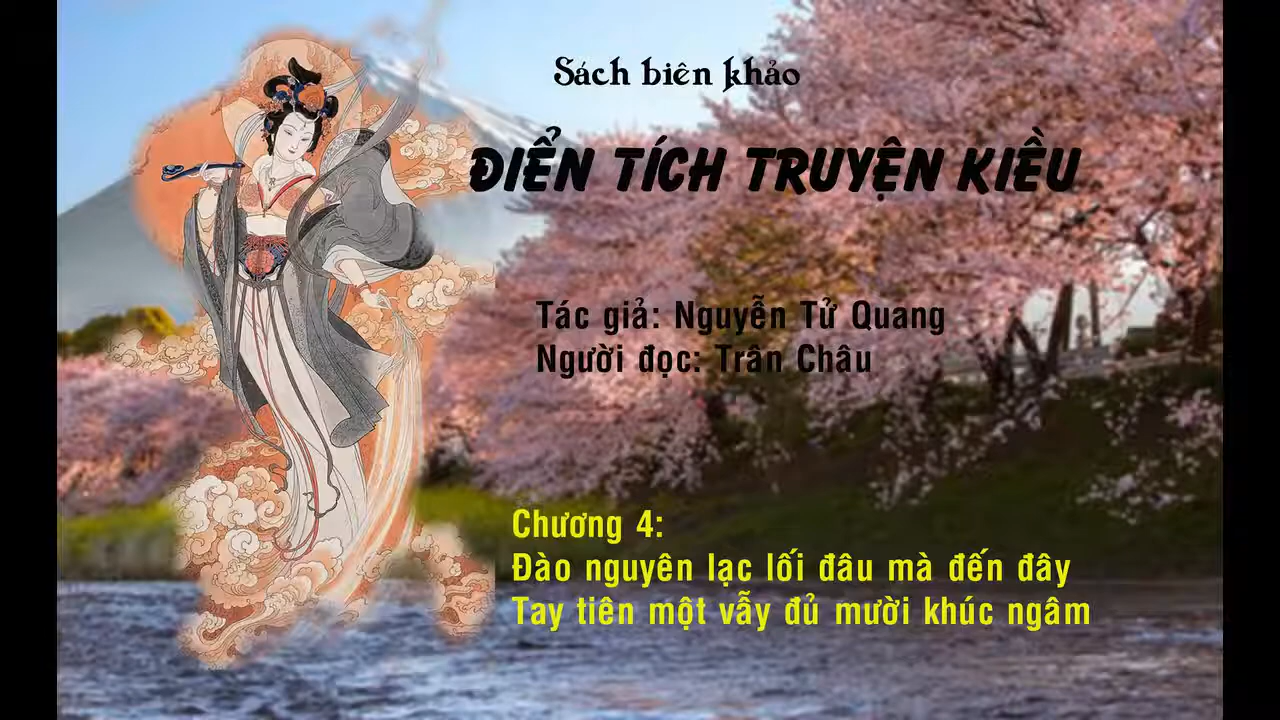 Sách biên khảo
ĐIỂN TÍCH TRUYỆN KIỀU
Tác giả: Nguyễn Tử Quang
Người đọc: Trân Châu
Chương 4:
Đào nguyên lạc lối đâu mà đến đây
Tay tiên một vẫy đủ mười khúc ngâm